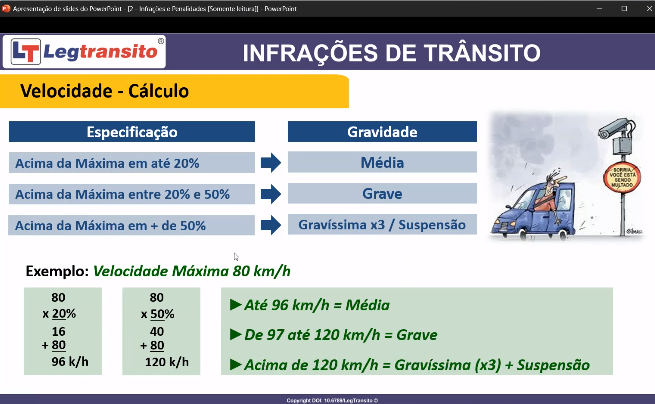 Apresentação de slides do PowerPoint - [2 - Infrações e Penalidades [Somente leitura]] - PowerPoint
LT Legtransito ®
INFRAÇÕES DE TRÂNSITO
Velocidade - Cálculo
Especificação
Gravidade
Acima da Máxima em até 20%
Média
Acima da Máxima entre 20% e 50%
Grave
Acima da Máxima em + de 50%
Gravíssima x3 / Suspensão
SORRIA,
VOCÊ ESTÁ
SENDO
MULTADO.
Exemplo: Velocidade Máxima 80 km/h
80
x 20%
16
+ 80
96 k/h
80
x 50%
40
+ 80
120 k/h
►Até 96 km/h = Média
►De 97 até 120 km/h = Grave
►Acima de 120 km/h = Gravíssima (x3) + Suspensão
Copyright DOI 10.6789/LegTransito ©